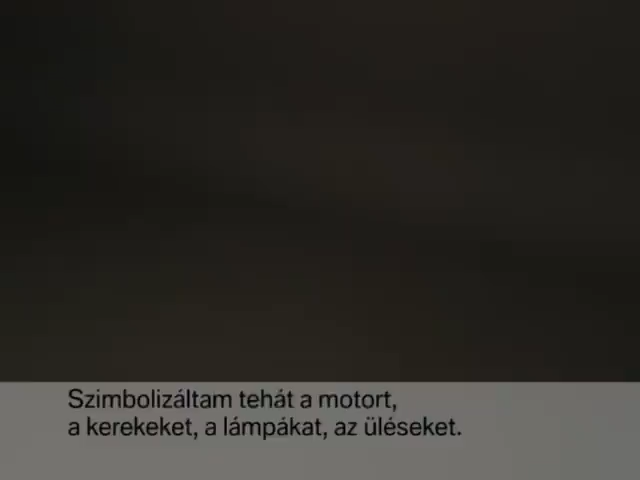 Szimbolizáltam tehát a motort,
a kerekeket, a lámpákat, az üléseket.